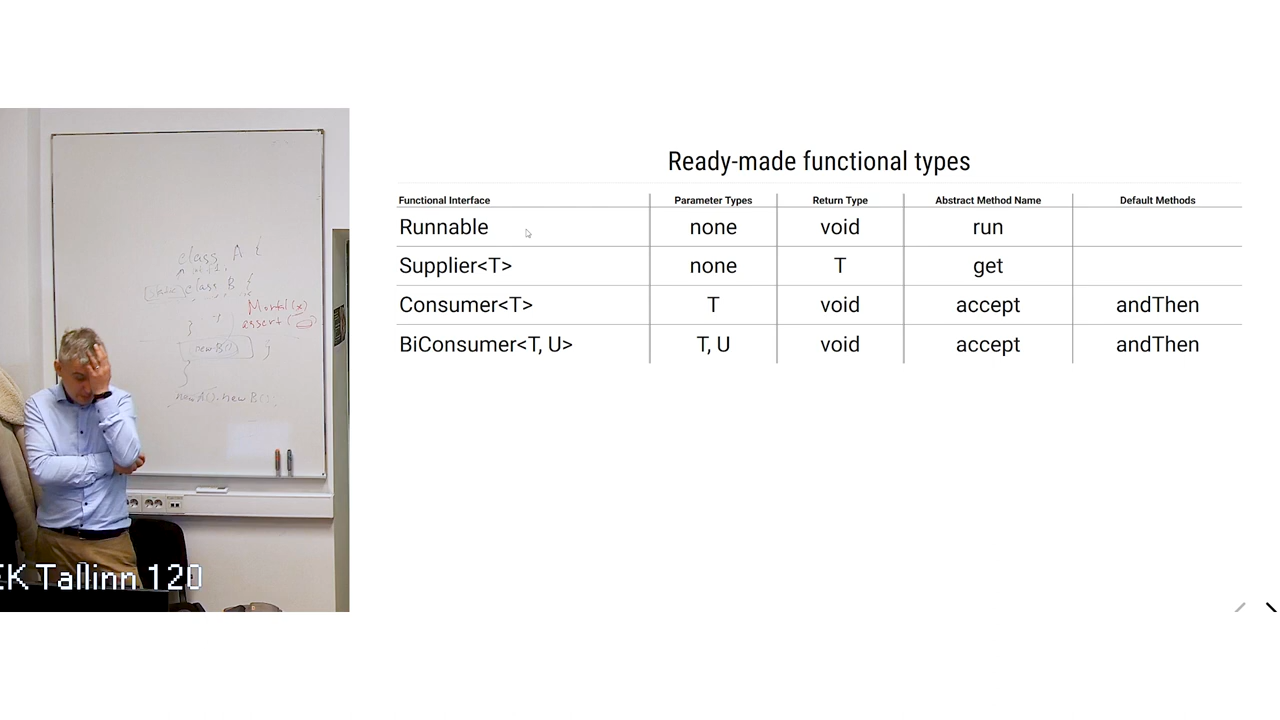 class A {
class B {
}
new B() ;
}
new A().new B()
assert(
EK Tallinn 120
Ready-made functional types
Functional Interface Parameter Types Return Type Abstract Method Name Default Methods
Runnable none void run
Supplier<T> none T get
Consumer<T> T void accept andThen
BiConsumer<T, U> T, U void accept andThen